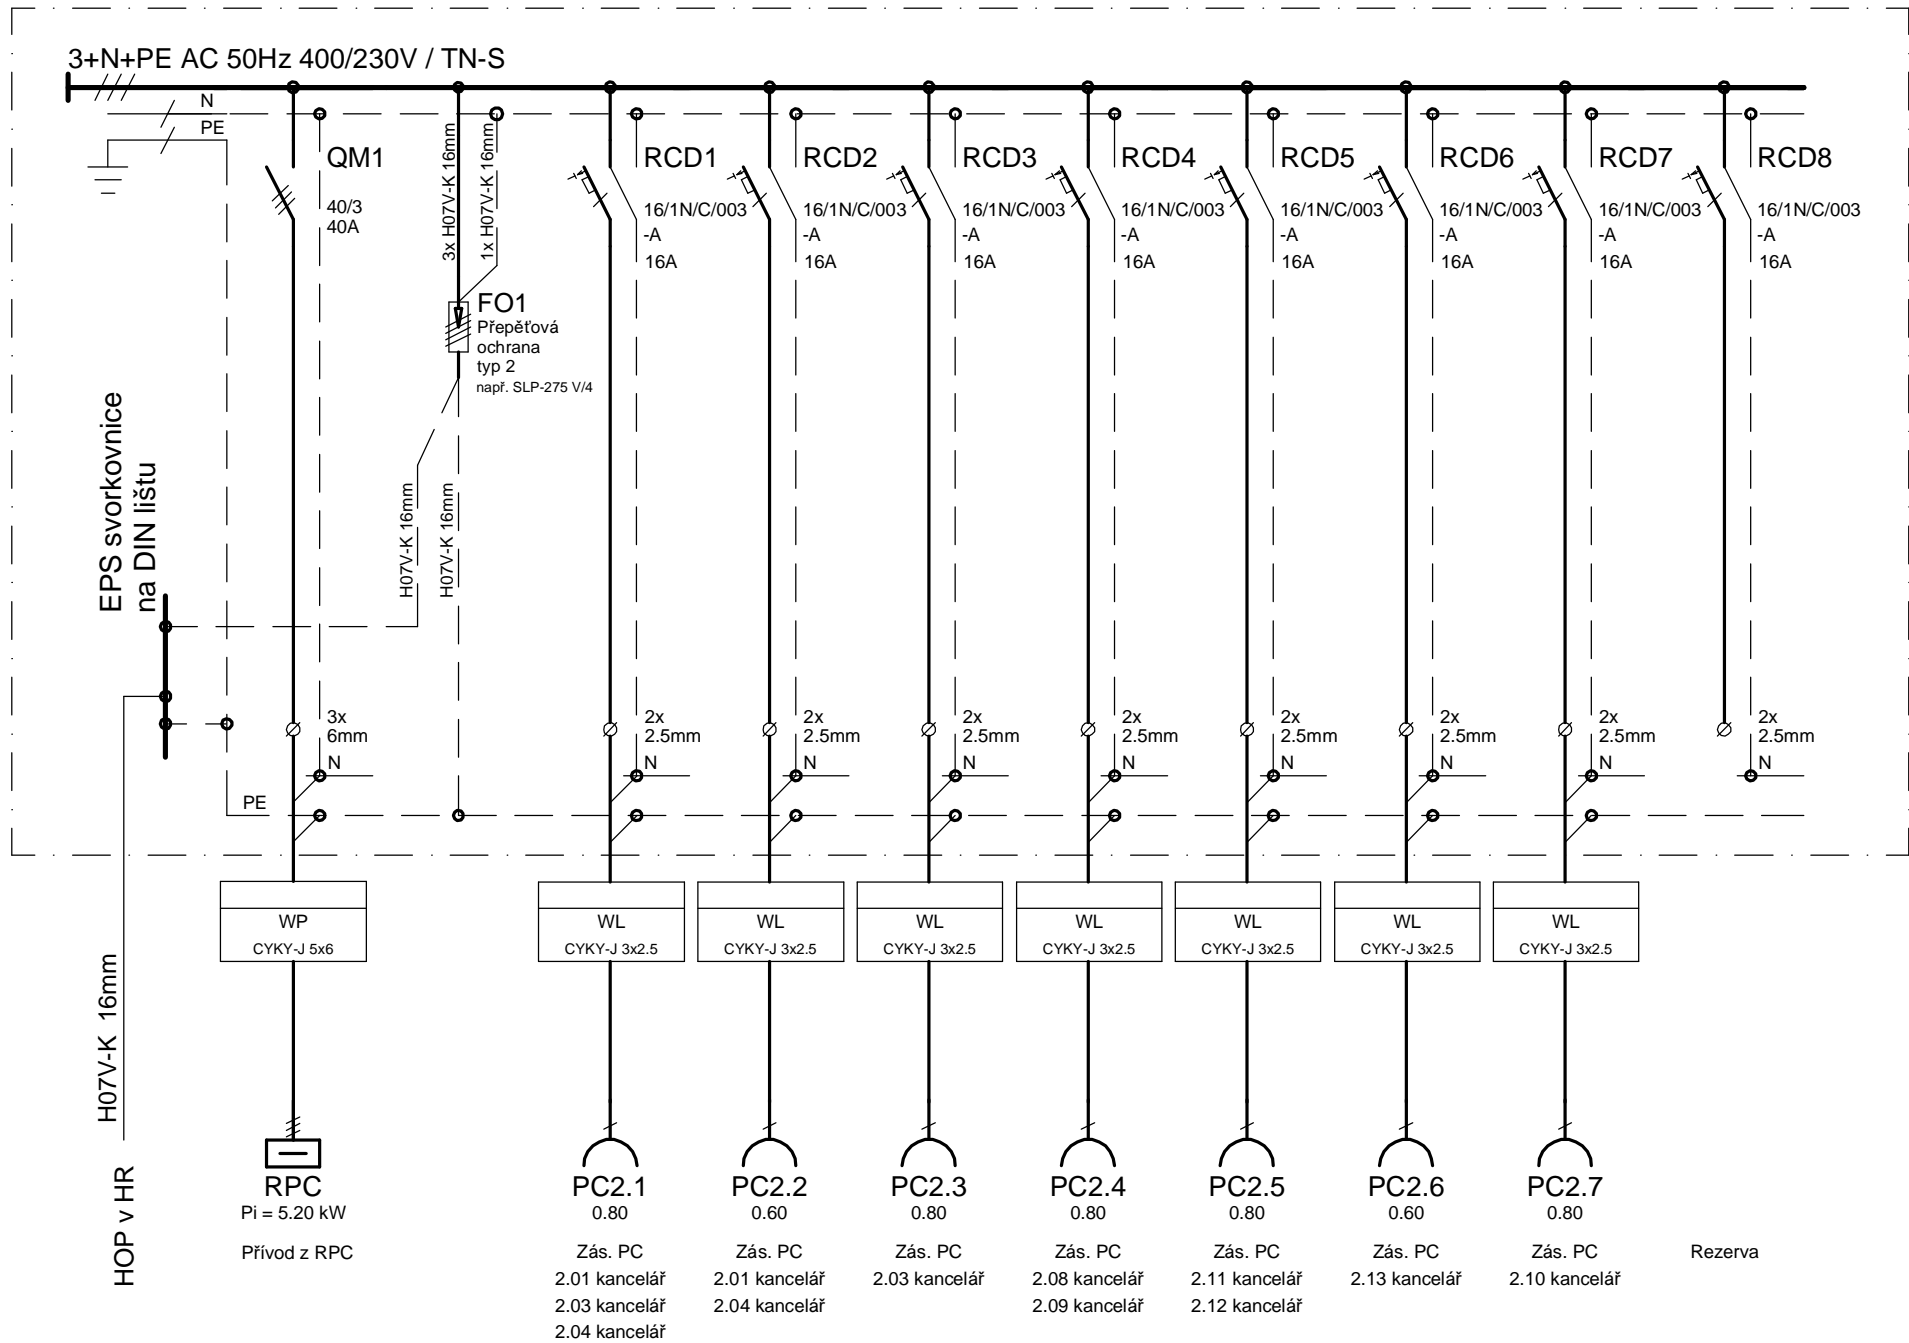 3+N+PE AC 50Hz 400/230V / TN-S
N
PE
QM1
40/3
40A
3x H07V-K 16mm
1x H07V-K 16mm
FO1
Přepěťová
ochrana
typ 2
např. SLP-275 V/4
RCD1
16/1N/C/003
-A
16A
RCD2
16/1N/C/003
-A
16A
RCD3
16/1N/C/003
-A
16A
RCD4
16/1N/C/003
-A
16A
RCD5
16/1N/C/003
-A
16A
RCD6
16/1N/C/003
-A
16A
RCD7
16/1N/C/003
-A
16A
RCD8
16/1N/C/003
-A
16A
EPS svorkovnice
na DIN lištu
H07V-K 16mm
H07V-K 16mm
3x
6mm
N
2x
2.5mm
N
2x
2.5mm
N
2x
2.5mm
N
2x
2.5mm
N
2x
2.5mm
N
2x
2.5mm
N
2x
2.5mm
N
2x
2.5mm
N
PE
WP
CYKY-J 5x6
WL
CYKY-J 3x2.5
WL
CYKY-J 3x2.5
WL
CYKY-J 3x2.5
WL
CYKY-J 3x2.5
WL
CYKY-J 3x2.5
WL
CYKY-J 3x2.5
WL
CYKY-J 3x2.5
H07V-K 16mm
HOP v HR
RPC
Pi = 5.20 kW
Přívod z RPC
PC2.1
0.80
Zás. PC
2.01 kancelář
2.03 kancelář
2.04 kancelář
PC2.2
0.60
Zás. PC
2.01 kancelář
2.04 kancelář
PC2.3
0.80
Zás. PC
2.03 kancelář
PC2.4
0.80
Zás. PC
2.08 kancelář
2.09 kancelář
PC2.5
0.80
Zás. PC
2.11 kancelář
2.12 kancelář
PC2.6
0.60
Zás. PC
2.13 kancelář
PC2.7
0.80
Zás. PC
2.10 kancelář
Rezerva